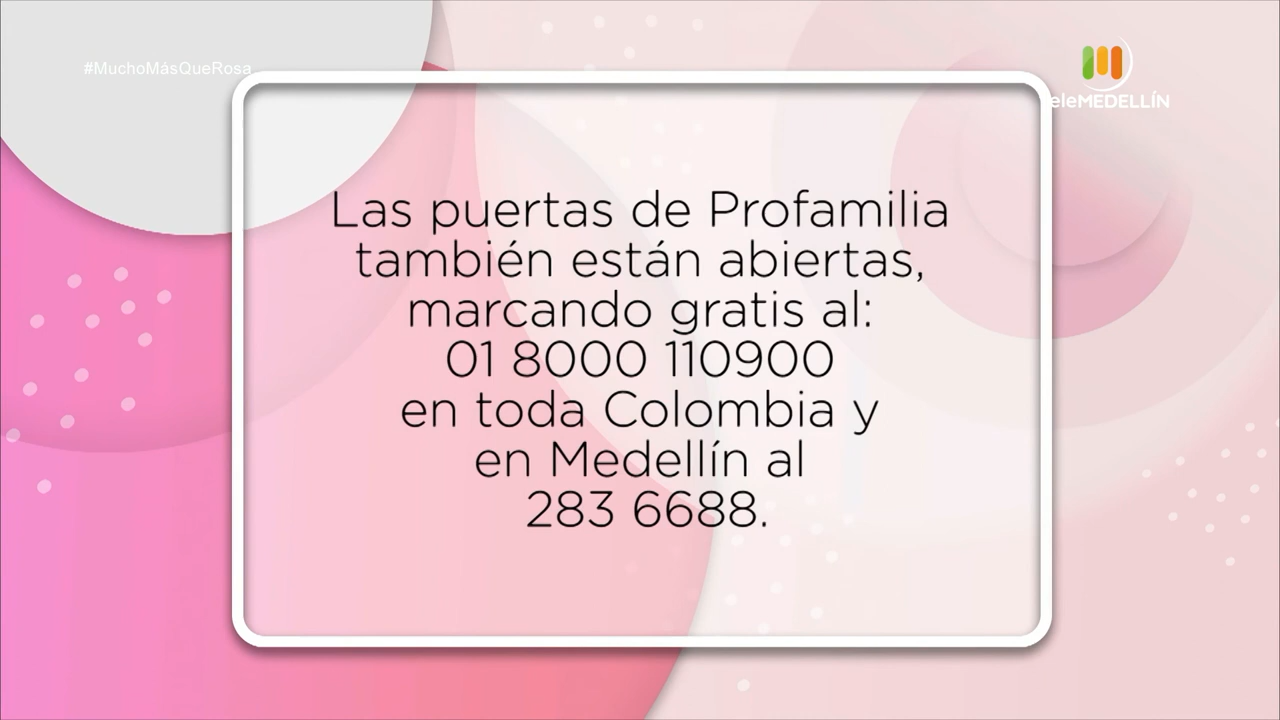 #MuchoMásQueRosa
eleMEDELLÍN
Las puertas de Profamilia
también están abiertas,
marcando gratis al:
01 8000 110900
en toda Colombia y
en Medellín al
283 6688.